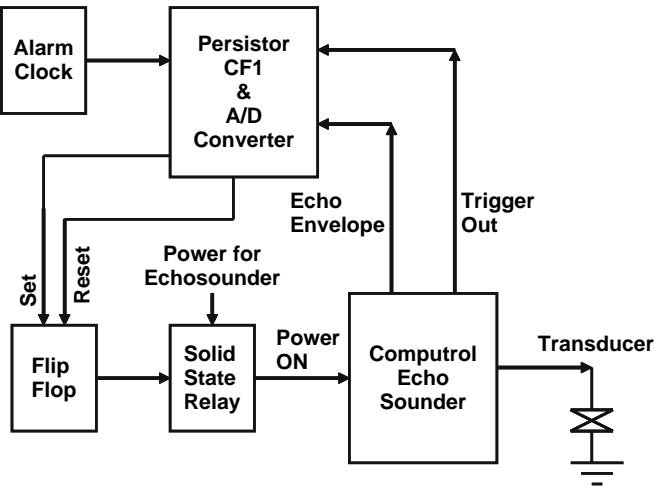 Alarm
Clock
Persistor
CF1
&
A/D
Converter
Echo
Envelope
Trigger
Out
Set
Reset
Power for
Echosounder
Flip
Flop
Solid
State
Relay
Power
ON
Computrol
Echo
Sounder
Transducer